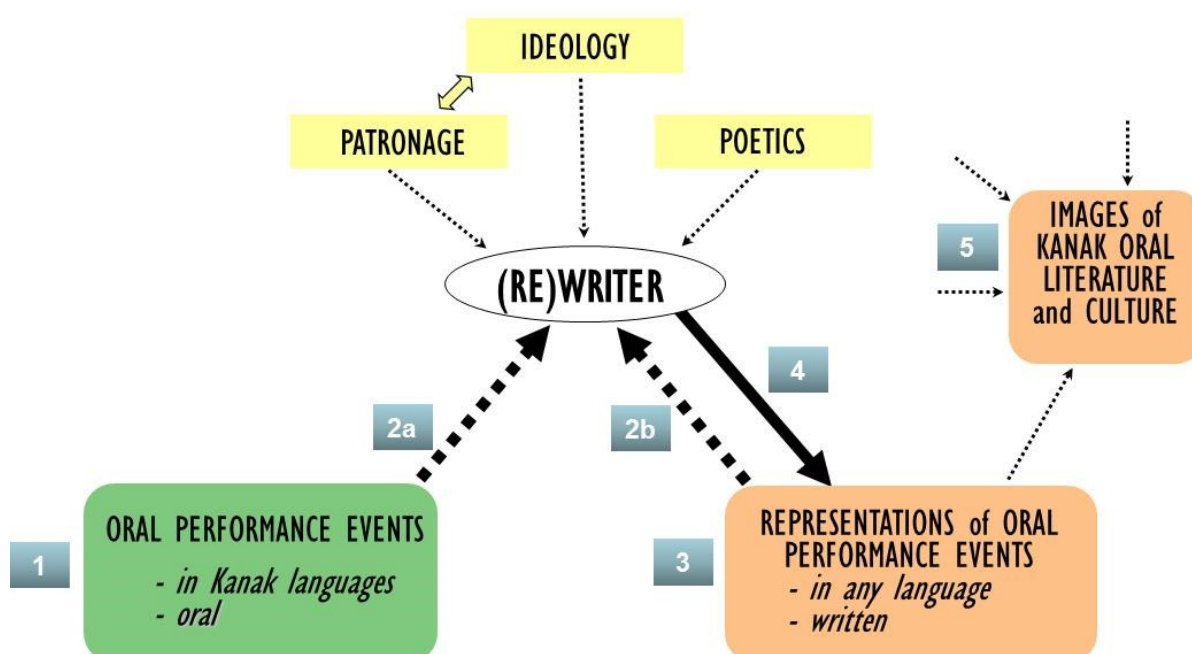 IDEOLOGY
PATRONAGE
POETICS
(RE)WRITER
5
IMAGES of
KANAK ORAL
LITERATURE
and CULTURE
2a
2b
4
1
ORAL PERFORMANCE EVENTS
- in Kanak languages
- oral
3
REPRESENTATIONS of ORAL
PERFORMANCE EVENTS
- in any language
- written